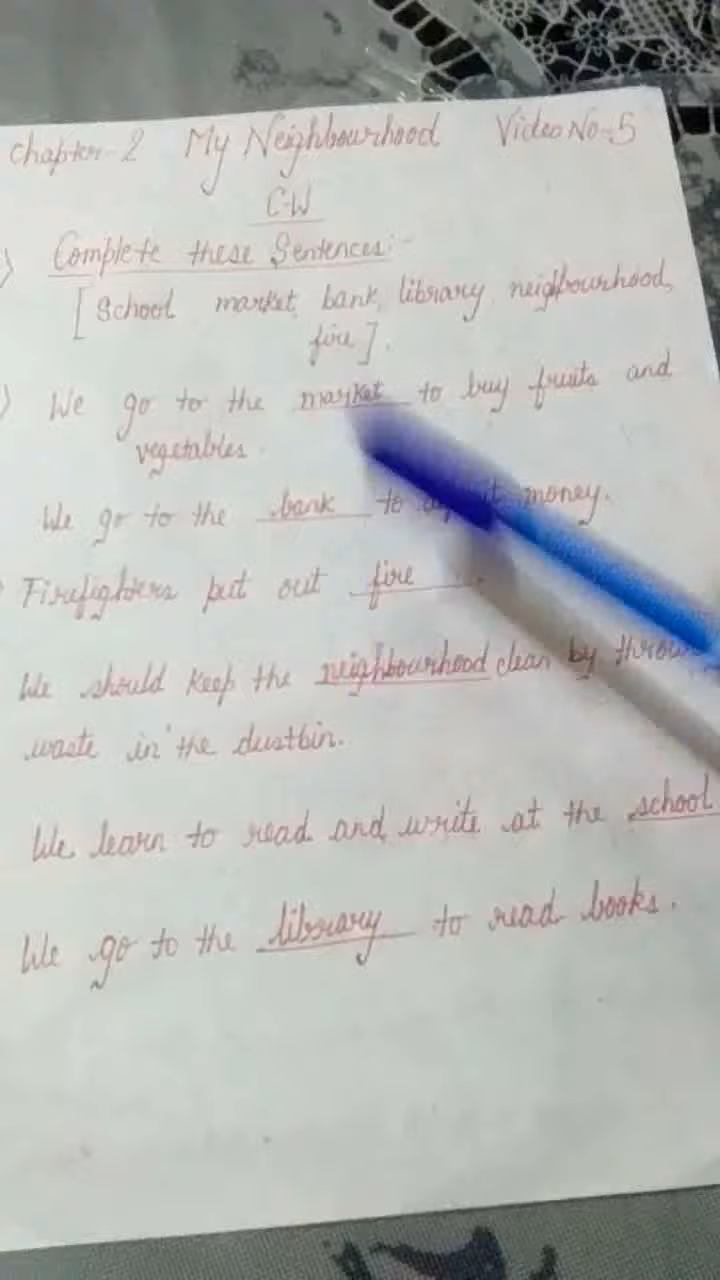 Chapter-2 My Neighbourhood Video No-5
C-W
) Complete these Sentences:-
[School market, bank, library, neighbourhood,
fire].
) We go to the market to buy fruits and
vegetables.
We go to the bank to money.
Firefighters put out fire.
We should keep the neighbourhood clean by
waste in the dustbin.
We learn to read and write at the school
We go to the library to read books.